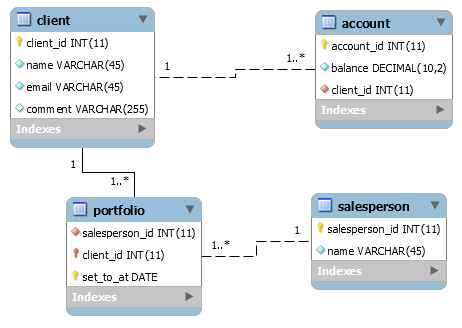 client
client_id INT(11)
name VARCHAR(45)
email VARCHAR(45)
comment VARCHAR(255)
Indexes
1
1..*
account
account_id INT(11)
balance DECIMAL(10,2)
client_id INT(11)
Indexes
1
1..*
portfolio
salesperson_id INT(11)
client_id INT(11)
set_to_at DATE
Indexes
1..*
1
salesperson
salesperson_id INT(11)
name VARCHAR(45)
Indexes